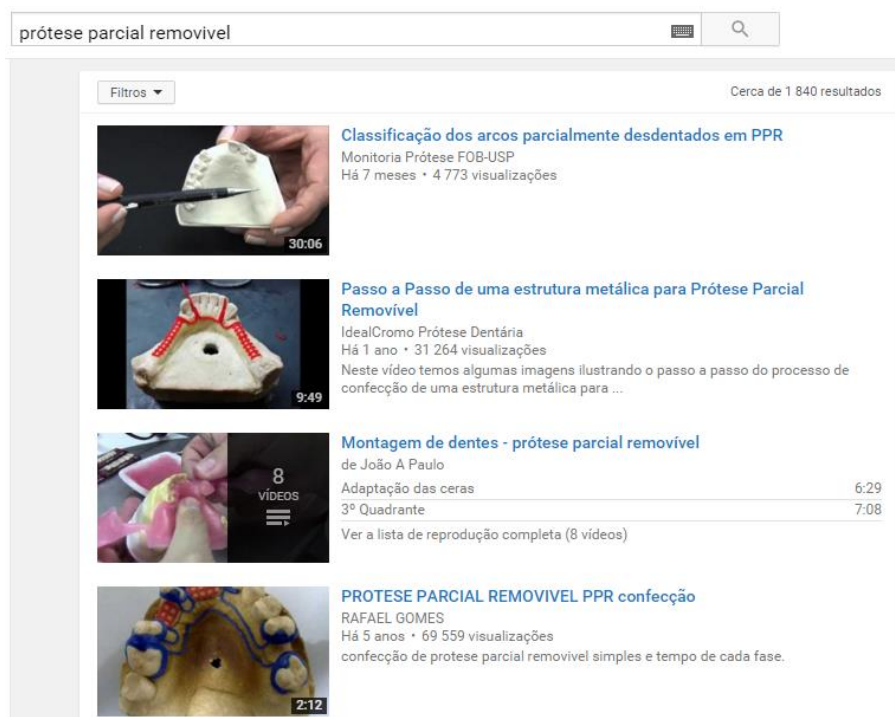 prótese parcial removivel
Filtros
Cerca de 1 840 resultados
30:06
Classificação dos arcos parcialmente desdentados em PPR
Monitoria Prótese FOB-USP
Há 7 meses • 4 773 visualizações
9:49
Passo a Passo de uma estrutura metálica para Prótese Parcial
Removível
IdealCromo Prótese Dentária
Há 1 ano • 31 264 visualizações
Neste vídeo temos algumas imagens ilustrando o passo a passo do processo de
confecção de uma estrutura metálica para ...
8
VÍDEOS
Montagem de dentes - prótese parcial removível
de João A Paulo
Adaptação das ceras 6:29
3º Quadrante 7:08
Ver a lista de reprodução completa (8 vídeos)
2:12
PROTESE PARCIAL REMOVIVEL PPR confecção
RAFAEL GOMES
Há 5 anos • 69 559 visualizações
confecção de protese parcial removivel simples e tempo de cada fase.